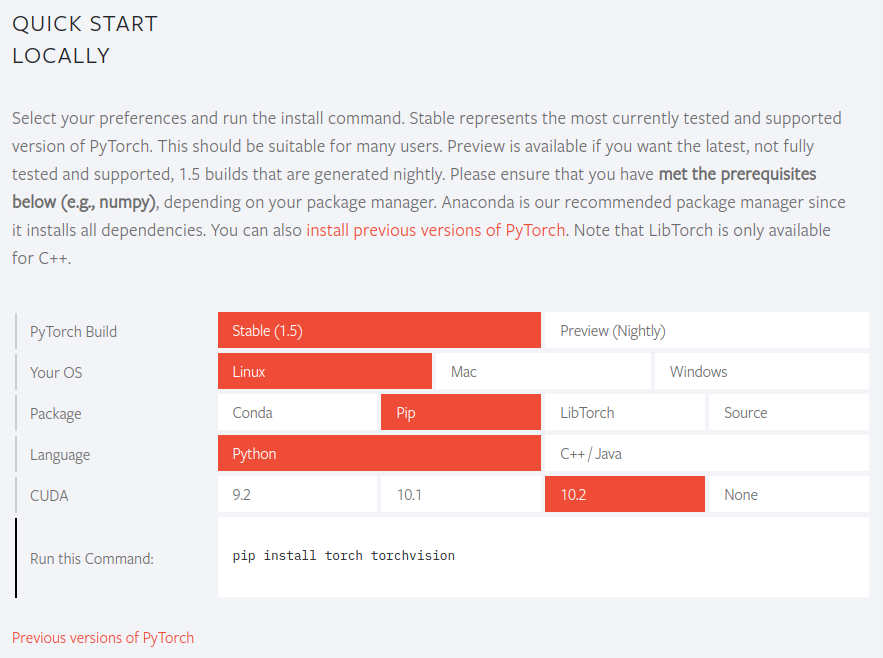 QUICK START
LOCALLY
Select your preferences and run the install command. Stable represents the most currently tested and supported
version of PyTorch. This should be suitable for many users. Preview is available if you want the latest, not fully
tested and supported, 1.5 builds that are generated nightly. Please ensure that you have met the prerequisites
below (e.g., numpy), depending on your package manager. Anaconda is our recommended package manager since
it installs all dependencies. You can also install previous versions of PyTorch. Note that LibTorch is only available
for C++.
PyTorch Build Stable (1.5) Preview (Nightly)
Your OS Linux Mac Windows
Package Conda Pip LibTorch Source
Language Python C++ / Java
CUDA 9.2 10.1 10.2 None
Run this Command: pip install torch torchvision
Previous versions of PyTorch